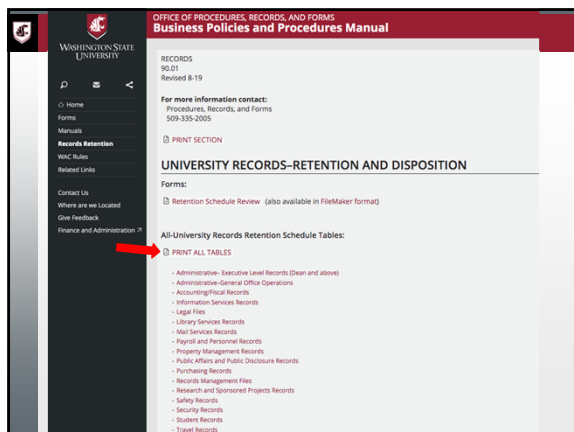 OFFICE OF PROCEDURES, RECORDS, AND FORMS
Business Policies and Procedures Manual
WASHINGTON STATE
UNIVERSITY
Home
Forms
Manuals
Records Retention
WAC Rules
Related Links
Contact Us
Where are we Located
Give Feedback
Finance and Administration
RECORDS
90.01
Revised 8-19
For more information contact:
Procedures, Records, and Forms
509-335-2005
PRINT SECTION
UNIVERSITY RECORDS–RETENTION AND DISPOSITION
Forms:
Retention Schedule Review (also available in FileMaker format)
All-University Records Retention Schedule Tables:
PRINT ALL TABLES
- Administrative– Executive Level Records (Dean and above)
- Administrative–General Office Operations
- Accounting/Fiscal Records
- Information Services Records
- Legal Files
- Library Services Records
- Mail Services Records
- Payroll and Personnel Records
- Property Management Records
- Public Affairs and Public Disclosure Records
- Purchasing Records
- Records Management Files
- Research and Sponsored Projects Records
- Safety Records
- Security Records
- Student Records
- Travel Records